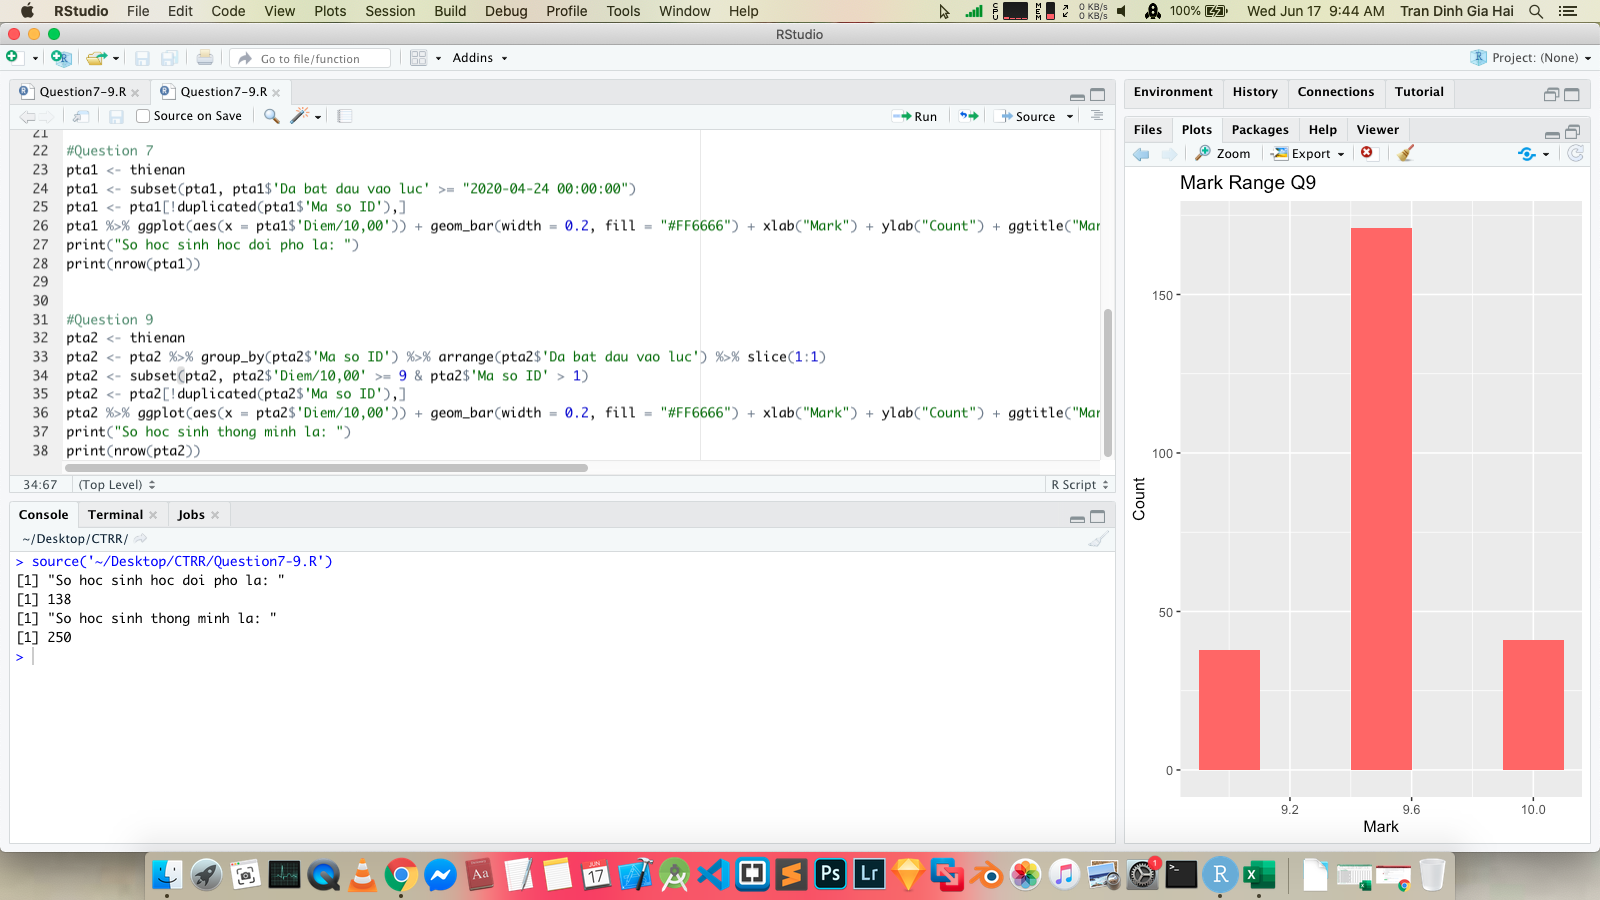 RStudio File Edit Code View Plots Session Build Debug Profile Tools Window Help
CPU MEM 0 KB/s 0 KB/s 100% Wed Jun 17 9:44 AM Tran Dinh Gia Hai
RStudio
Go to file/function Addins Project: (None)
Question7-9.R Question7-9.R
Source on Save Run Source
21
22 #Question 7
23 pta1 <- thienan
24 pta1 <- subset(pta1, pta1$'Da bat dau vao luc' >= "2020-04-24 00:00:00")
25 pta1 <- pta1[!duplicated(pta1$'Ma so ID'),]
26 pta1 %>% ggplot(aes(x = pta1$'Diem/10,00')) + geom_bar(width = 0.2, fill = "#FF6666") + xlab("Mark") + ylab("Count") + ggtitle("Mar
27 print("So hoc sinh hoc doi pho la: ")
28 print(nrow(pta1))
29
30
31 #Question 9
32 pta2 <- thienan
33 pta2 <- pta2 %>% group_by(pta2$'Ma so ID') %>% arrange(pta2$'Da bat dau vao luc') %>% slice(1:1)
34 pta2 <- subset(pta2, pta2$'Diem/10,00' >= 9 & pta2$'Ma so ID' > 1)
35 pta2 <- pta2[!duplicated(pta2$'Ma so ID'),]
36 pta2 %>% ggplot(aes(x = pta2$'Diem/10,00')) + geom_bar(width = 0.2, fill = "#FF6666") + xlab("Mark") + ylab("Count") + ggtitle("Mar
37 print("So hoc sinh thong minh la: ")
38 print(nrow(pta2))
34:67 (Top Level) R Script
Console Terminal Jobs
~/Desktop/CTRR/
> source('~/Desktop/CTRR/Question7-9.R')
[1] "So hoc sinh hoc doi pho la: "
[1] 138
[1] "So hoc sinh thong minh la: "
[1] 250
>
Environment History Connections Tutorial
Files Plots Packages Help Viewer
Zoom Export
Mark Range Q9
150
100
50
0
Count
9.2 9.6 10.0
Mark
Aa JUN 17 Ps Lr 1 >_ R X